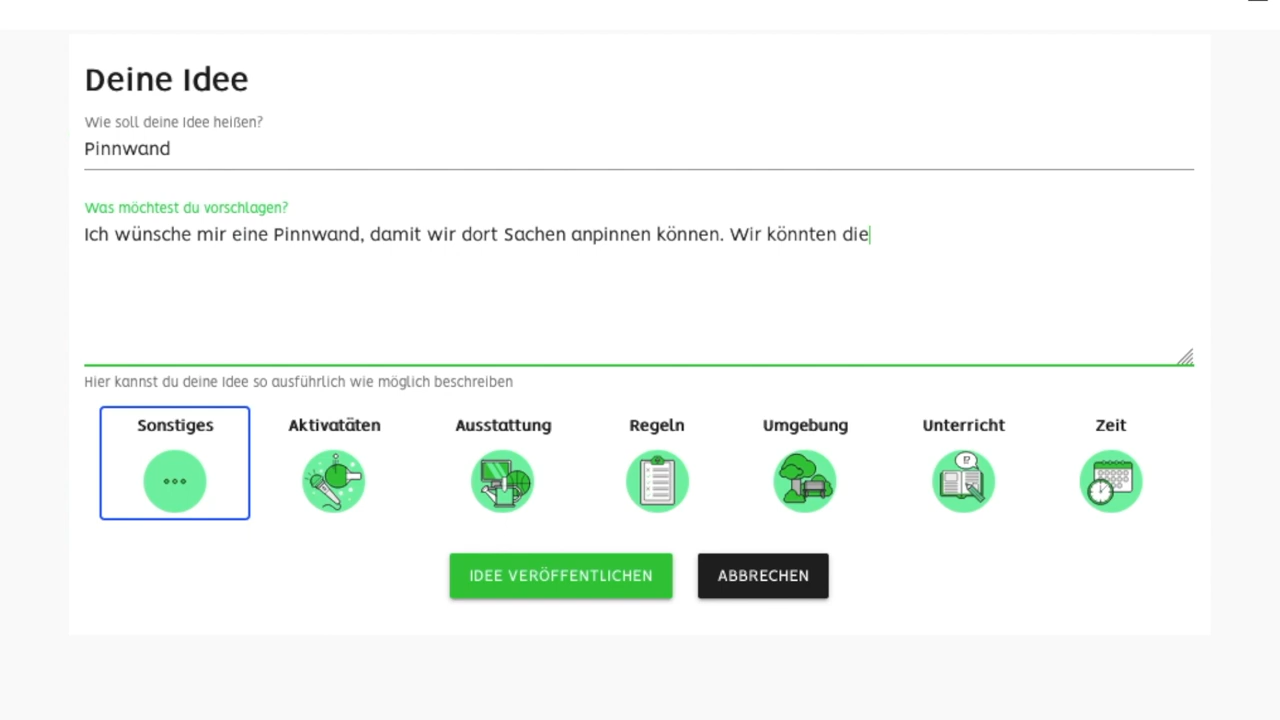 Deine Idee
Wie soll deine Idee heißen?
Pinnwand
Was möchtest du vorschlagen?
Ich wünsche mir eine Pinnwand, damit wir dort Sachen anpinnen können. Wir könnten die
Hier kannst du deine Idee so ausführlich wie möglich beschreiben
Sonstiges Aktivatäten Ausstattung Regeln Umgebung Unterricht Zeit
!?
IDEE VERÖFFENTLICHEN ABBRECHEN